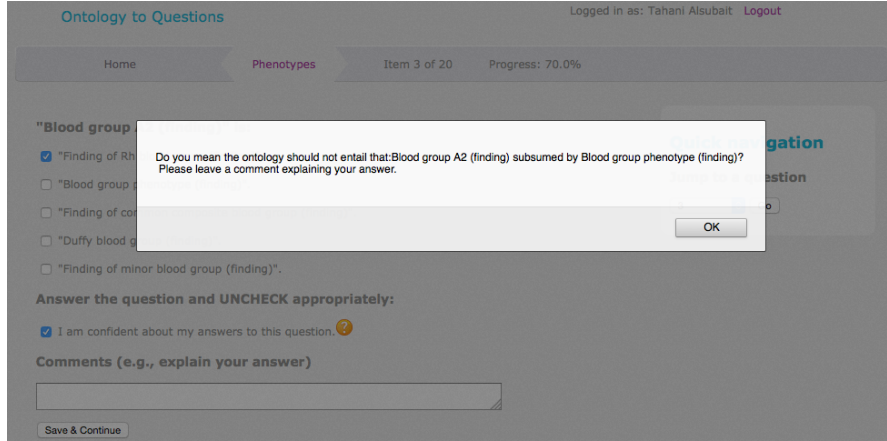 Ontology to Questions
Logged in as: Tahani Alsubait Logout
Home Phenotypes Item 3 of 20 Progress: 70.0%
"Blood group
"Finding of Rh
"Blood group
"Finding of
"Duffy blood
"Finding of minor blood group (finding)".
Do you mean the ontology should not entail that:Blood group A2 (finding) subsumed by Blood group phenotype (finding)?
Please leave a comment explaining your answer.
OK
Answer the question and UNCHECK appropriately:
I am confident about my answers to this question. ?
Comments (e.g., explain your answer)
Save & Continue